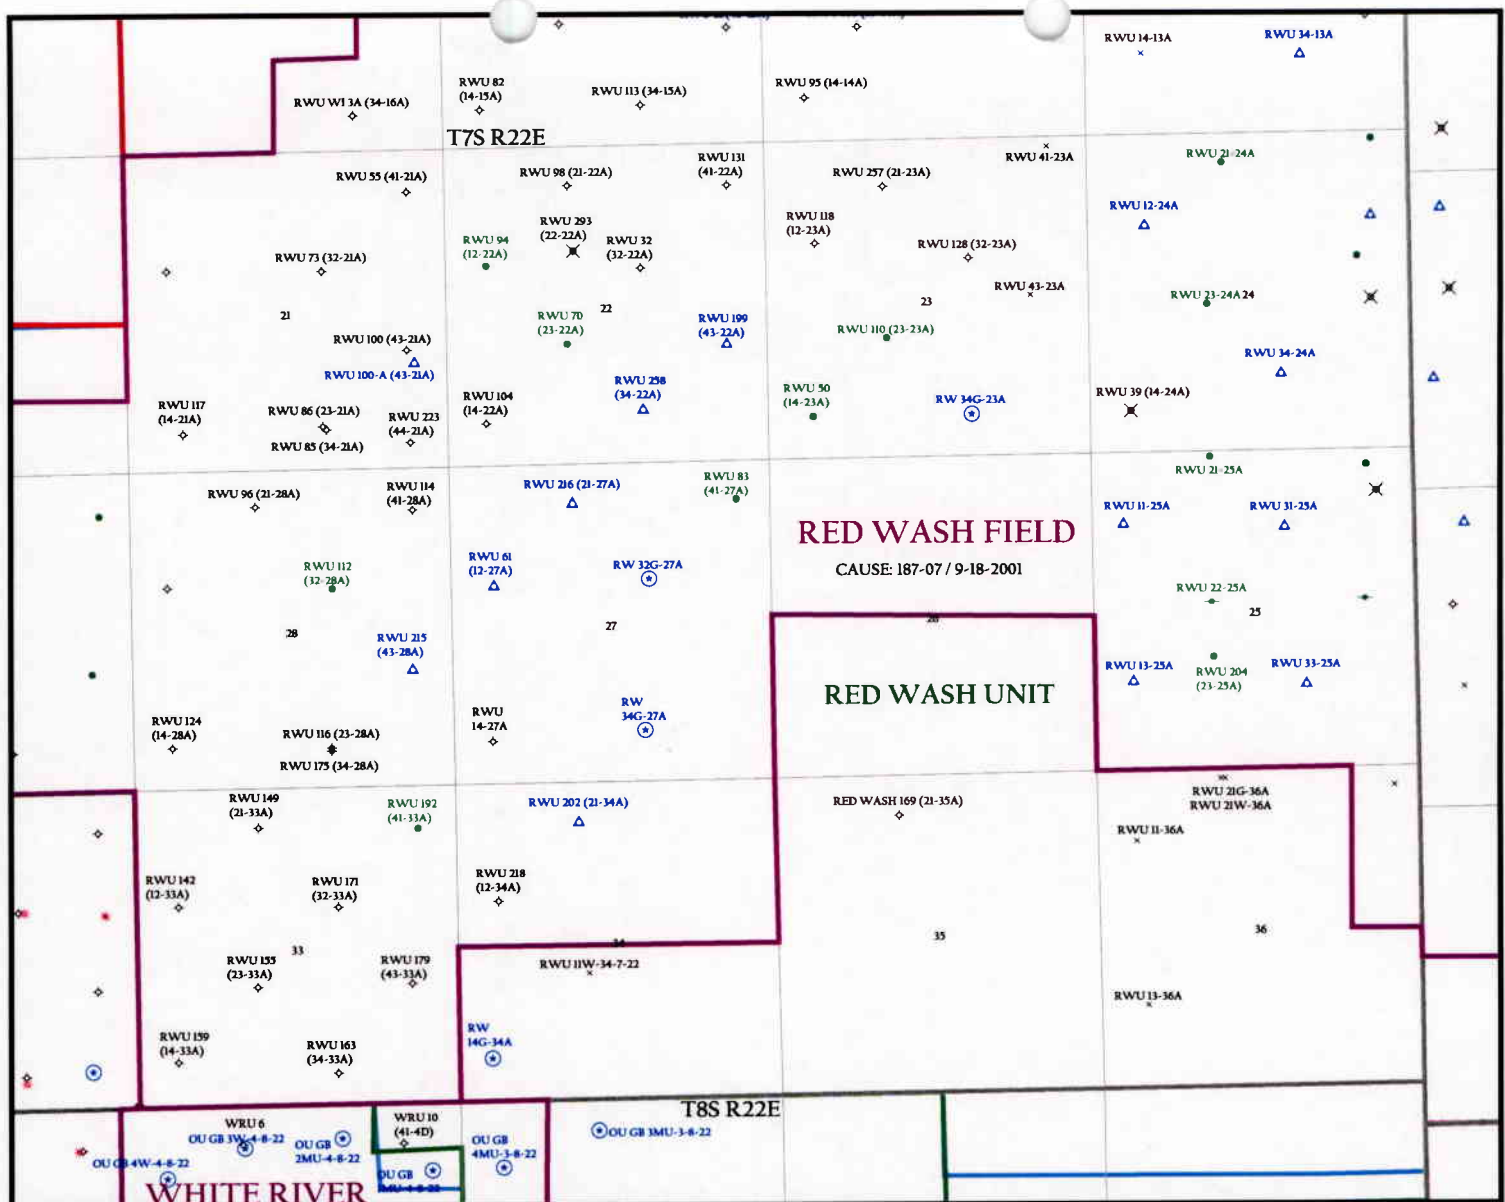 RWU 14-13A
RWU 34-13A
RWU 82
(14-15A)
RWU 113 (34-15A)
RWU 95 (14-14A)
RWU W1 3A (34-16A)
T7S R22E
RWU 55 (41-21A)
RWU 98 (21-22A)
RWU 131
(41-22A)
RWU 257 (21-23A)
RWU 41-23A
RWU 21-24A
RWU 12-24A
RWU 118
(12-23A)
RWU 293
(22-22A)
RWU 94
(12-22A)
RWU 32
(32-22A)
RWU 128 (32-23A)
RWU 73 (32-21A)
RWU 43-23A
RWU 23-24A
24
21
22
23
RWU 70
(23-22A)
RWU 199
(43-22A)
RWU 110 (23-23A)
RWU 100 (43-21A)
RWU 100-A (43-21A)
RWU 34-24A
RWU 258
(34-22A)
RWU 50
(14-23A)
RW 34G-23A
RWU 39 (14-24A)
RWU 117
(14-21A)
RWU 86 (23-21A)
RWU 85 (34-21A)
RWU 223
(44-21A)
RWU 104
(14-22A)
RWU 21-25A
RWU 96 (21-28A)
RWU 114
(41-28A)
RWU 216 (21-27A)
RWU 83
(41-27A)
RWU 11-25A
RWU 31-25A
RED WASH FIELD
CAUSE: 187-07 / 9-18-2001
RWU 112
(32-28A)
RWU 61
(12-27A)
RW 32G-27A
RWU 22-25A
25
26
28
27
RWU 215
(43-28A)
RED WASH UNIT
RWU 13-25A
RWU 204
(23-25A)
RWU 33-25A
RWU 124
(14-28A)
RWU 116 (23-28A)
RWU 175 (34-28A)
RWU
14-27A
RW
34G-27A
RWU 149
(21-33A)
RWU 192
(41-33A)
RWU 202 (21-34A)
RED WASH 169 (21-35A)
RWU 21G-36A
RWU 21W-36A
RWU 11-36A
RWU 142
(12-33A)
RWU 171
(32-33A)
RWU 218
(12-34A)
33
34
35
36
RWU 155
(23-33A)
RWU 179
(43-33A)
RWU 11W-34-7-22
RWU 13-36A
RWU 159
(14-33A)
RWU 163
(34-33A)
RW
14G-34A
T8S R22E
WRU 6
OU GB 3W-4-8-22
OU GB
2MU-4-8-22
WRU 10
(41-4D)
OU GB
4MU-3-8-22
OU GB 3MU-3-8-22
OU GB 4W-4-8-22
OU GB
WHITE RIVER